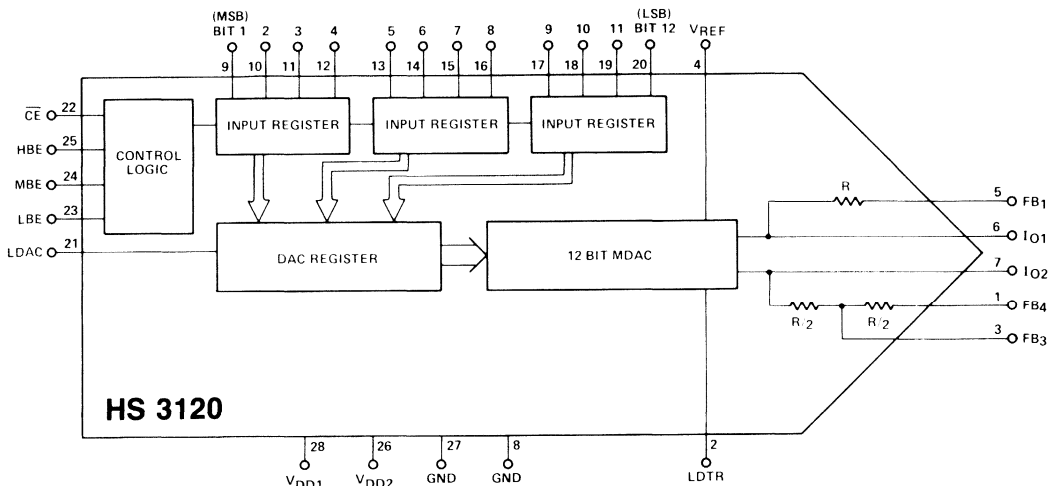 (MSB) (LSB)
BIT 1 2 3 4 5 6 7 8 9 10 11 BIT 12 VREF
9 10 11 12 13 14 15 16 17 18 19 20 4
CE 22
HBE 25
MBE 24
LBE 23
LDAC 21
CONTROL
LOGIC
INPUT REGISTER INPUT REGISTER INPUT REGISTER
DAC REGISTER
12 BIT MDAC
R
5 FB1
6 IO1
7 IO2
1 FB4
R/2 R/2
3 FB3
HS 3120
28 26 27 8 2
VDD1 VDD2 GND GND LDTR